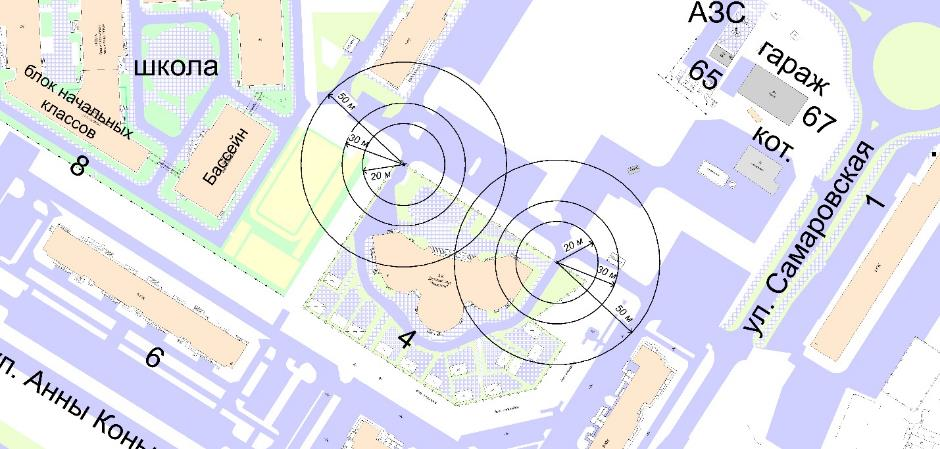 АЗС
школа
гараж
65
67
блок начальных
классов
Бассейн
кот.
8
50 м
30 м
20 м
ул. Самаровская
1
20 м
30 м
50 м
4
6
ул. Анны Коньк